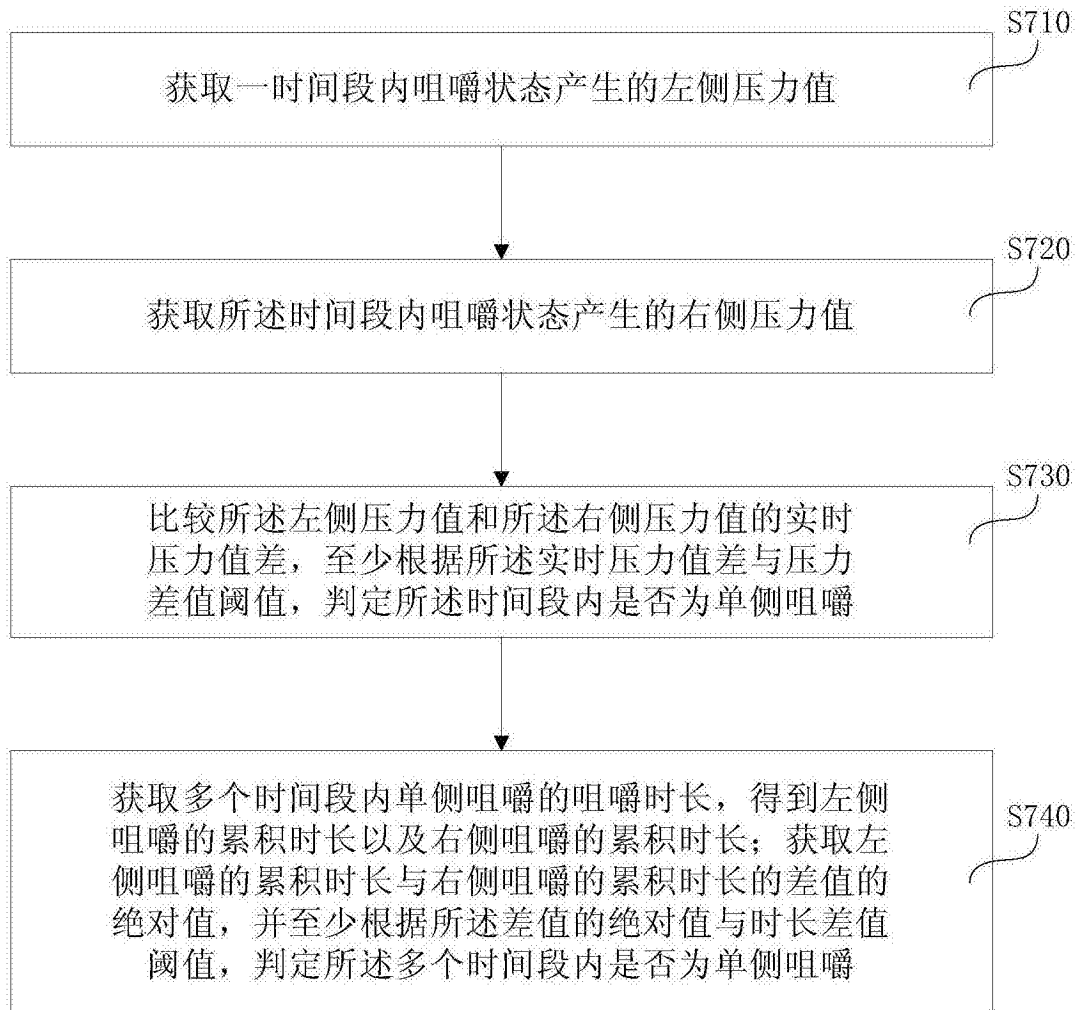 S710
获取一时间段内咀嚼状态产生的左侧压力值
S720
获取所述时间段内咀嚼状态产生的右侧压力值
S730
比较所述左侧压力值和所述右侧压力值的实时
压力值差，至少根据所述实时压力值差与压力
差值阈值，判定所述时间段内是否为单侧咀嚼
S740
获取多个时间段内单侧咀嚼的咀嚼时长，得到左侧
咀嚼的累积时长以及右侧咀嚼的累积时长；获取左
侧咀嚼的累积时长与右侧咀嚼的累积时长的差值的
绝对值，并至少根据所述差值的绝对值与时长差值
阈值，判定所述多个时间段内是否为单侧咀嚼